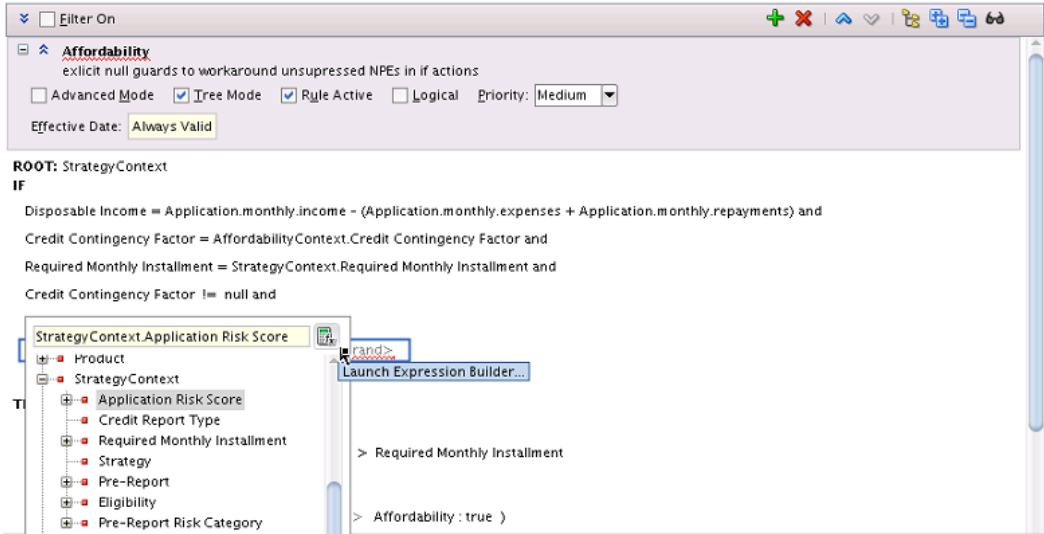 Filter On
Affordability
exlicit null guards to workaround unsupressed NPEs in if actions
Advanced Mode Tree Mode Rule Active Logical Priority: Medium
Effective Date: Always Valid
ROOT: StrategyContext
IF
Disposable Income = Application.monthly.income - (Application.monthly.expenses + Application.monthly.repayments) and
Credit Contingency Factor = AffordabilityContext.Credit Contingency Factor and
Required Monthly Installment = StrategyContext.Required Monthly Installment and
Credit Contingency Factor != null and
StrategyContext.Application Risk Score
rand>
Launch Expression Builder...
Product
StrategyContext
Application Risk Score
Credit Report Type
Required Monthly Installment
> Required Monthly Installment
Strategy
Pre-Report
Eligibility
> Affordability : true )
Pre-Report Risk Category